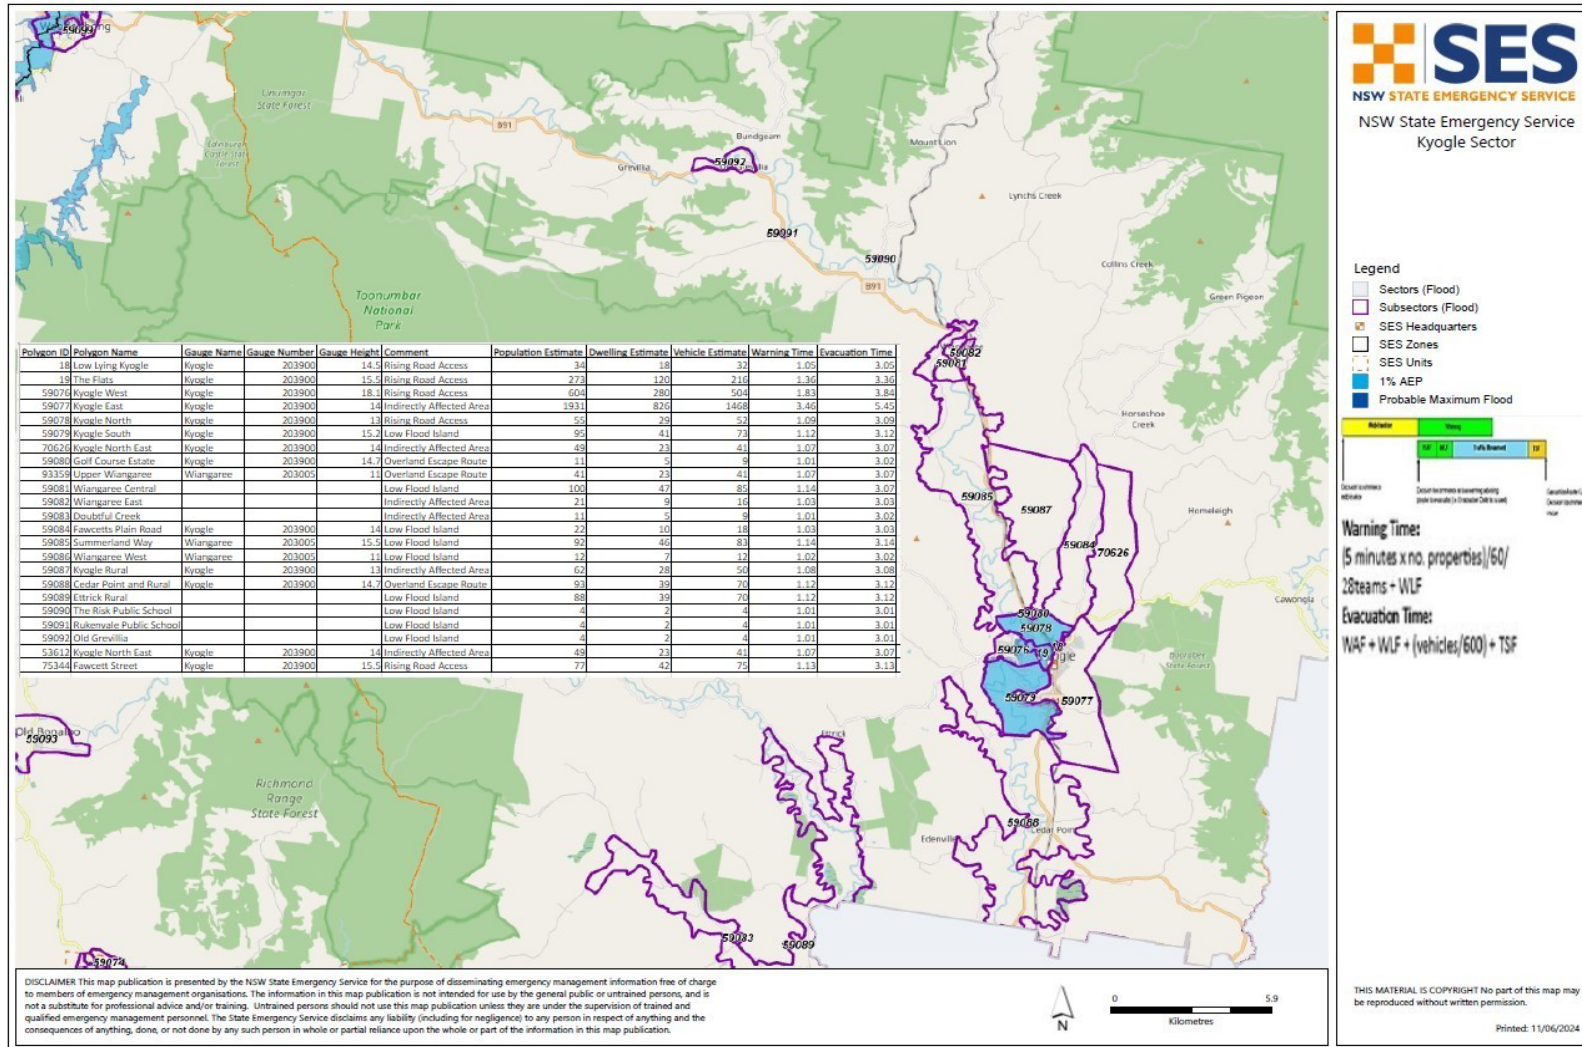 SES
NSW STATE EMERGENCY SERVICE
NSW State Emergency Service
Kyogle Sector
Legend
Sectors (Flood)
Subsectors (Flood)
SES Headquarters
SES Zones
SES Units
1% AEP
Probable Maximum Flood
Warning Time:
(5 minutes x no. properties)/60/
28teams + WLF
Evacuation Time:
WAF + WLF + (vehicles/600) + TSF
THIS MATERIAL IS COPYRIGHT No part of this map may
be reproduced without written permission.
Printed: 11/06/2024
59093
Unumgar
State Forest
Edinburgh
Castle State
Forest
B91
Bundgeam
Grevillia
59092
Mount Lion
Lynchs Creek
59091
59090
B91
Collins Creek
Green Pigeon
Toonumbar
National
Park
59082
59081
Horseshoe
Creek
Homeleigh
59085
59087
59084
70626
Cawongla
59080
59078
59076
19
18
59079
59077
59093
Richmond
Range
State Forest
Ettrick
Edenville
59088
Cedar Point
59083
59089
59074
Polygon ID Polygon Name Gauge Name Gauge Number Gauge Height Comment Population Estimate Dwelling Estimate Vehicle Estimate Warning Time Evacuation Time
18 Low Lying Kyogle Kyogle 203900 14.5 Rising Road Access 34 18 32 1.05 3.05
19 The Flats Kyogle 203900 15.5 Rising Road Access 273 120 216 1.36 3.36
59076 Kyogle West Kyogle 203900 18.1 Rising Road Access 604 280 504 1.83 3.84
59077 Kyogle East Kyogle 203900 14 Indirectly Affected Area 1931 826 1468 3.46 5.45
59078 Kyogle North Kyogle 203900 13 Rising Road Access 55 29 52 1.09 3.09
59079 Kyogle South Kyogle 203900 15.2 Low Flood Island 95 41 73 1.12 3.12
70626 Kyogle North East Kyogle 203900 14 Indirectly Affected Area 49 23 41 1.07 3.07
59080 Golf Course Estate Kyogle 203900 14.7 Overland Escape Route 11 5 9 1.01 3.02
93359 Upper Wiangaree Wiangaree 203005 11 Overland Escape Route 41 23 41 1.07 3.07
59081 Wiangaree Central Low Flood Island 100 47 85 1.14 3.07
59082 Wiangaree East Indirectly Affected Area 21 9 16 1.03 3.03
59083 Doubtful Creek Indirectly Affected Area 11 5 9 1.01 3.02
59084 Fawcetts Plain Road Kyogle 203900 14 Low Flood Island 22 10 18 1.03 3.03
59085 Summerland Way Wiangaree 203005 15.5 Low Flood Island 92 46 83 1.14 3.14
59086 Wiangaree West Wiangaree 203005 11 Low Flood Island 12 7 12 1.02 3.02
59087 Kyogle Rural Kyogle 203900 13 Indirectly Affected Area 62 28 50 1.08 3.08
59088 Cedar Point and Rural Kyogle 203900 14.7 Overland Escape Route 93 39 70 1.12 3.12
59089 Ettrick Rural Low Flood Island 88 39 70 1.12 3.12
59090 The Risk Public School Low Flood Island 4 2 4 1.01 3.01
59091 Rukenvale Public School Low Flood Island 4 2 4 1.01 3.01
59092 Old Grevillia Low Flood Island 4 2 4 1.01 3.01
53612 Kyogle North East Kyogle 203900 14 Indirectly Affected Area 49 23 41 1.07 3.07
75344 Fawcett Street Kyogle 203900 15.5 Rising Road Access 77 42 75 1.13 3.13
DISCLAIMER This map publication is presented by the NSW State Emergency Service for the purpose of disseminating emergency management information free of charge
to members of emergency management organisations. The information in this map publication is not intended for use by the general public or untrained persons, and is
not a substitute for professional advice and/or training. Untrained persons should not use this map publication unless they are under the supervision of trained and
qualified emergency management personnel. The State Emergency Service disclaims any liability (including for negligence) to any person in respect of anything and the
consequences of anything, done, or not done by any such person in whole or partial reliance upon the whole or part of the information in this map publication.
N
0 5.9
Kilometres